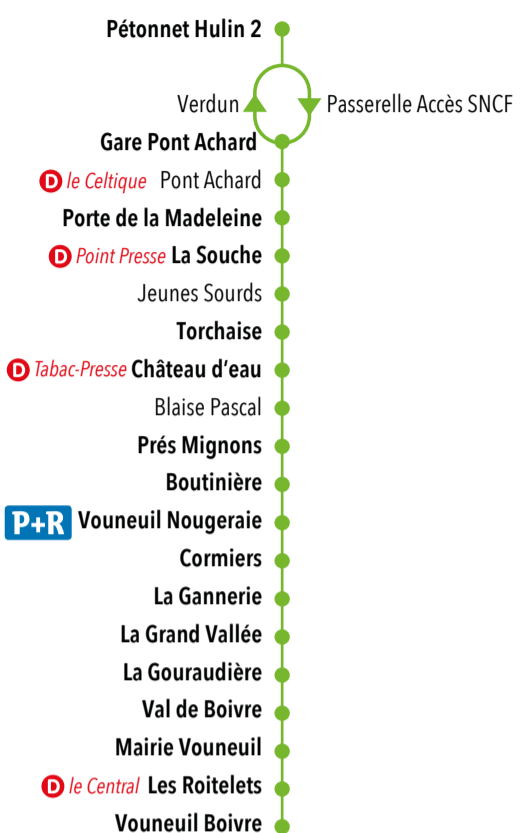 Pétonnet Hulin 2
Verdun Passerelle Accès SNCF
Gare Pont Achard
D le Celtique Pont Achard
Porte de la Madeleine
D Point Presse La Souche
Jeunes Sourds
Torchaise
D Tabac-Presse Château d'eau
Blaise Pascal
Prés Mignons
Boutinière
P+R Vouneuil Nougeraie
Cormiers
La Gannerie
La Grand Vallée
La Gouraudière
Val de Boivre
Mairie Vouneuil
D le Central Les Roitelets
Vouneuil Boivre